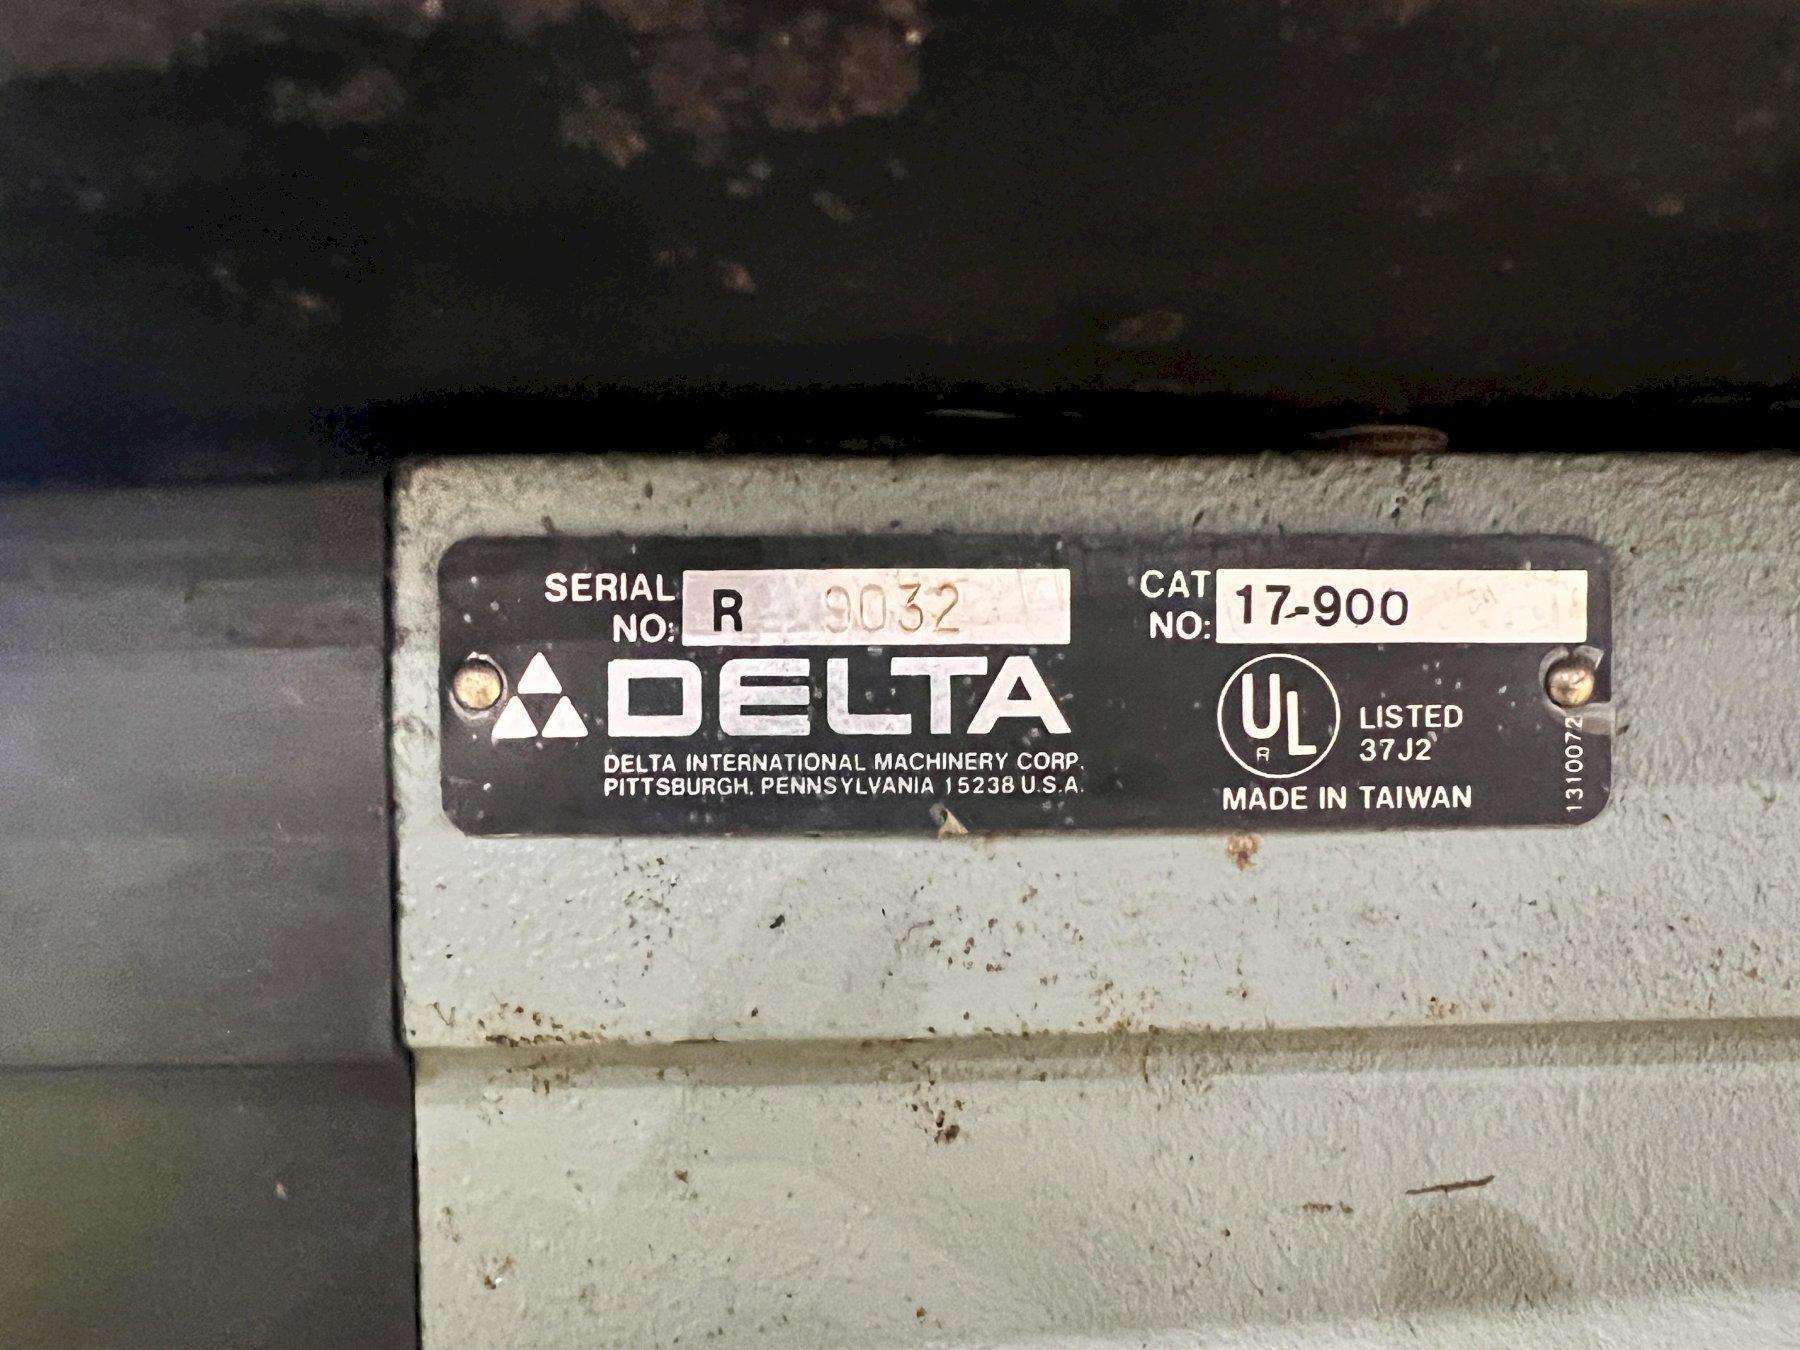 SERIAL NO: R 9032
CAT NO: 17-900
DELTA
DELTA INTERNATIONAL MACHINERY CORP.
PITTSBURGH, PENNSYLVANIA 15238 U.S.A.
UL
R
LISTED
37J2
MADE IN TAIWAN
1310072